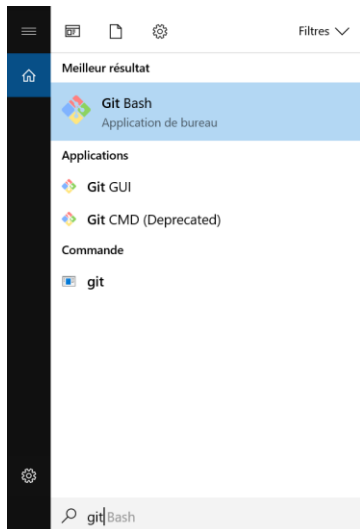 Filtres
Meilleur résultat
Git Bash
Application de bureau
Applications
Git GUI
Git CMD (Deprecated)
Commande
git
git Bash